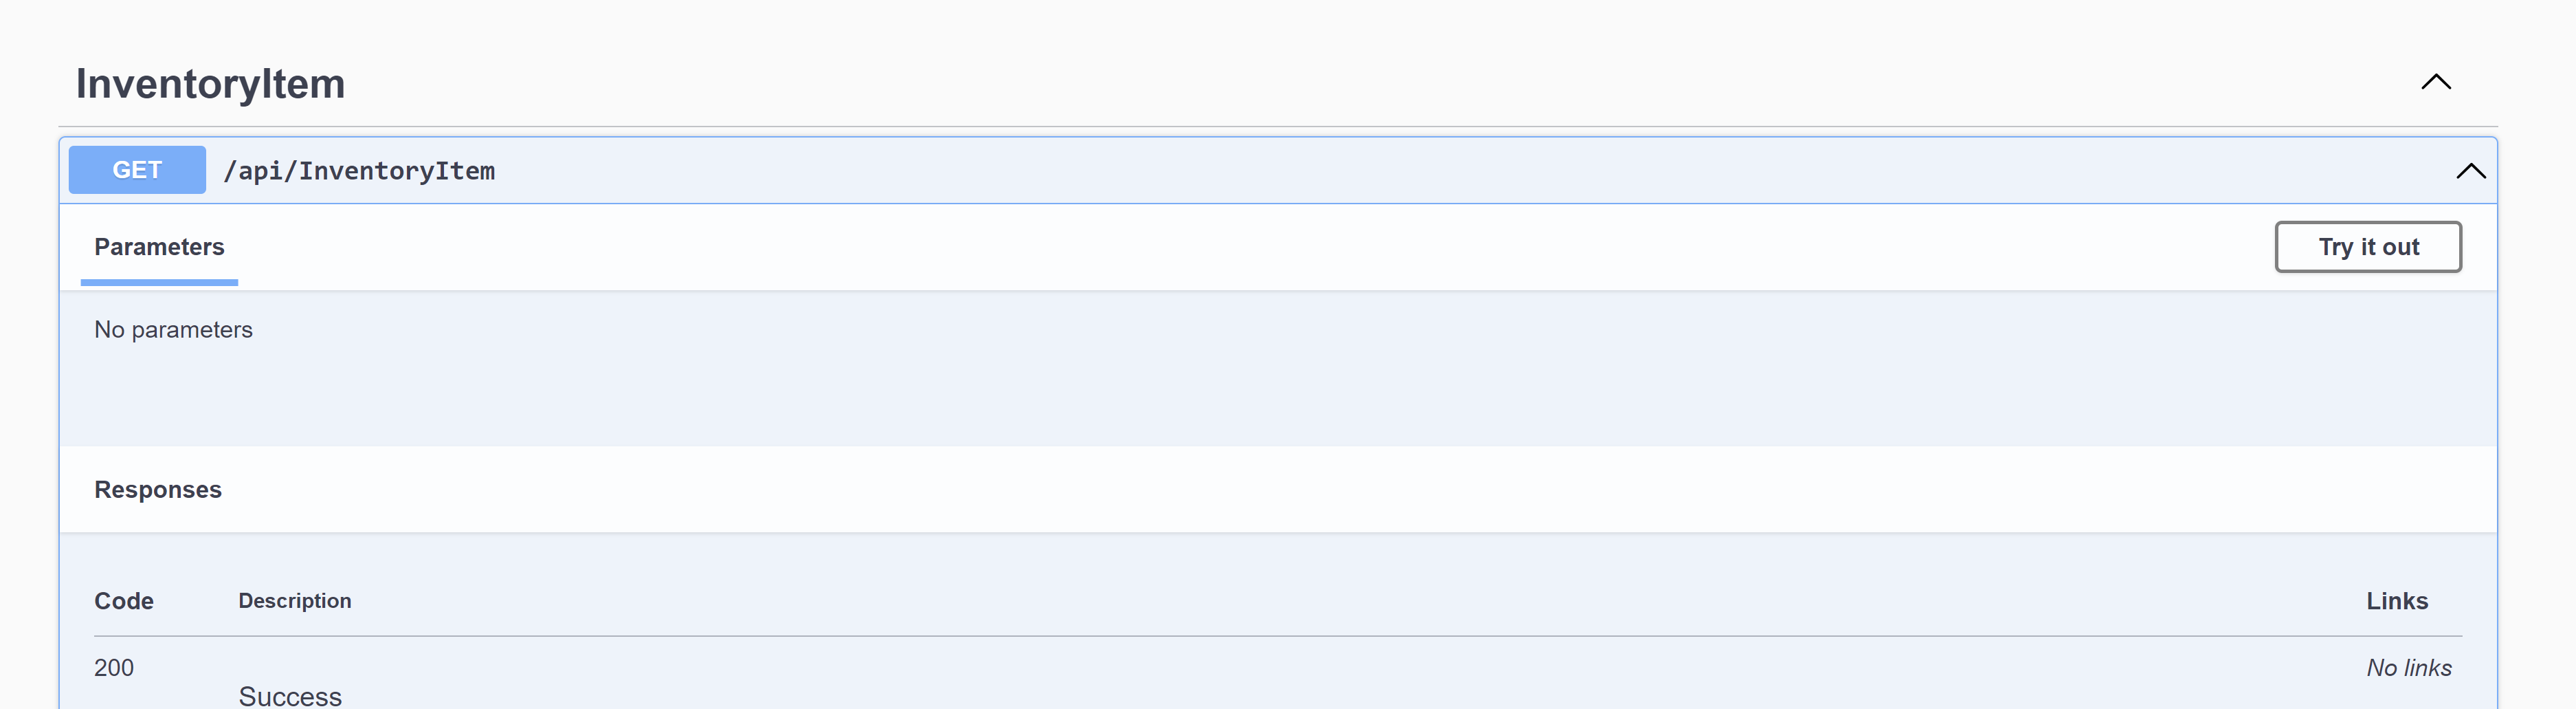 InventoryItem
GET /api/InventoryItem
Parameters Try it out
No parameters
Responses
Code Description Links
200 No links
Success